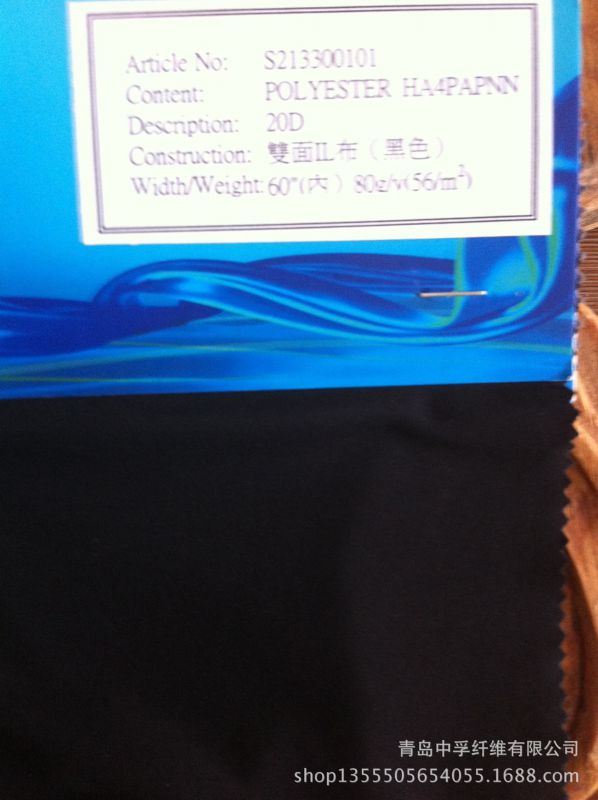 Article No: S213300101
Content: POLYESTER HA4PAPNN
Description: 20D
Construction: 雙面IL布（黑色）
Width/Weight: 60"(內) 80g/y(56/m²)
青岛中孚纤维有限公司
shop1355505654055.1688.com